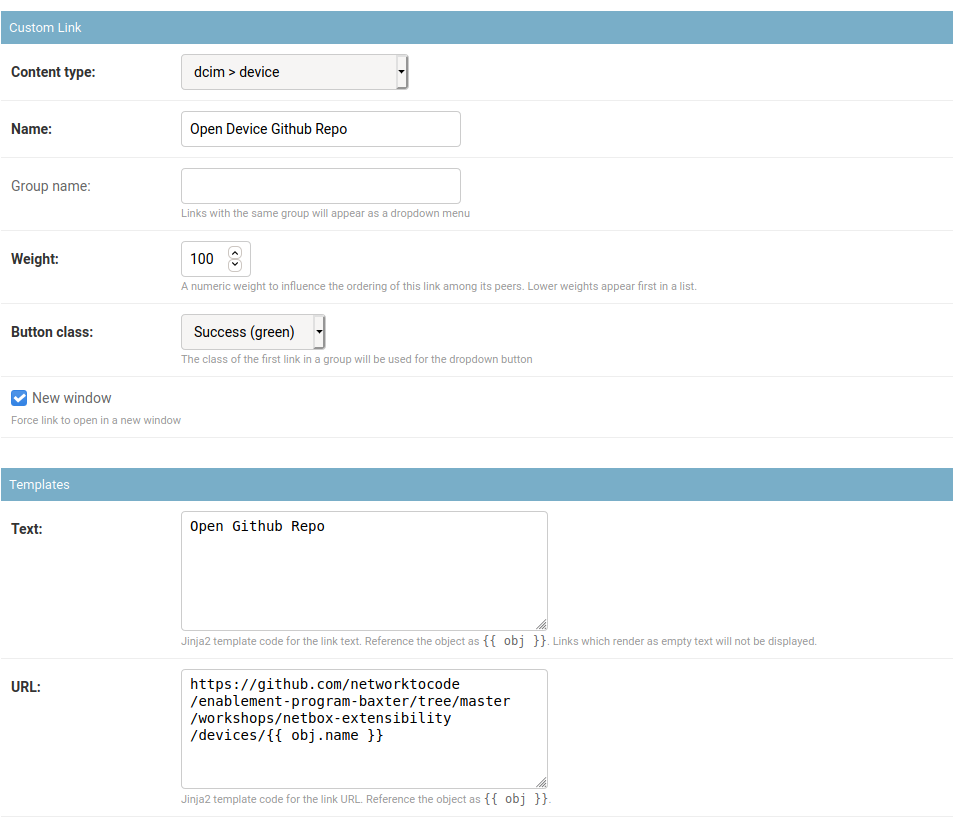 Custom Link
Content type:
dcim > device
Name:
Open Device Github Repo
Group name:
Links with the same group will appear as a dropdown menu
Weight:
100
A numeric weight to influence the ordering of this link among its peers. Lower weights appear first in a list.
Button class:
Success (green)
The class of the first link in a group will be used for the dropdown button
New window
Force link to open in a new window
Templates
Text:
Open Github Repo
Jinja2 template code for the link text. Reference the object as {{ obj }}. Links which render as empty text will not be displayed.
URL:
https://github.com/networktocode
/enablement-program-baxter/tree/master
/workshops/netbox-extensibility
/devices/{{ obj.name }}
Jinja2 template code for the link URL. Reference the object as {{ obj }}.